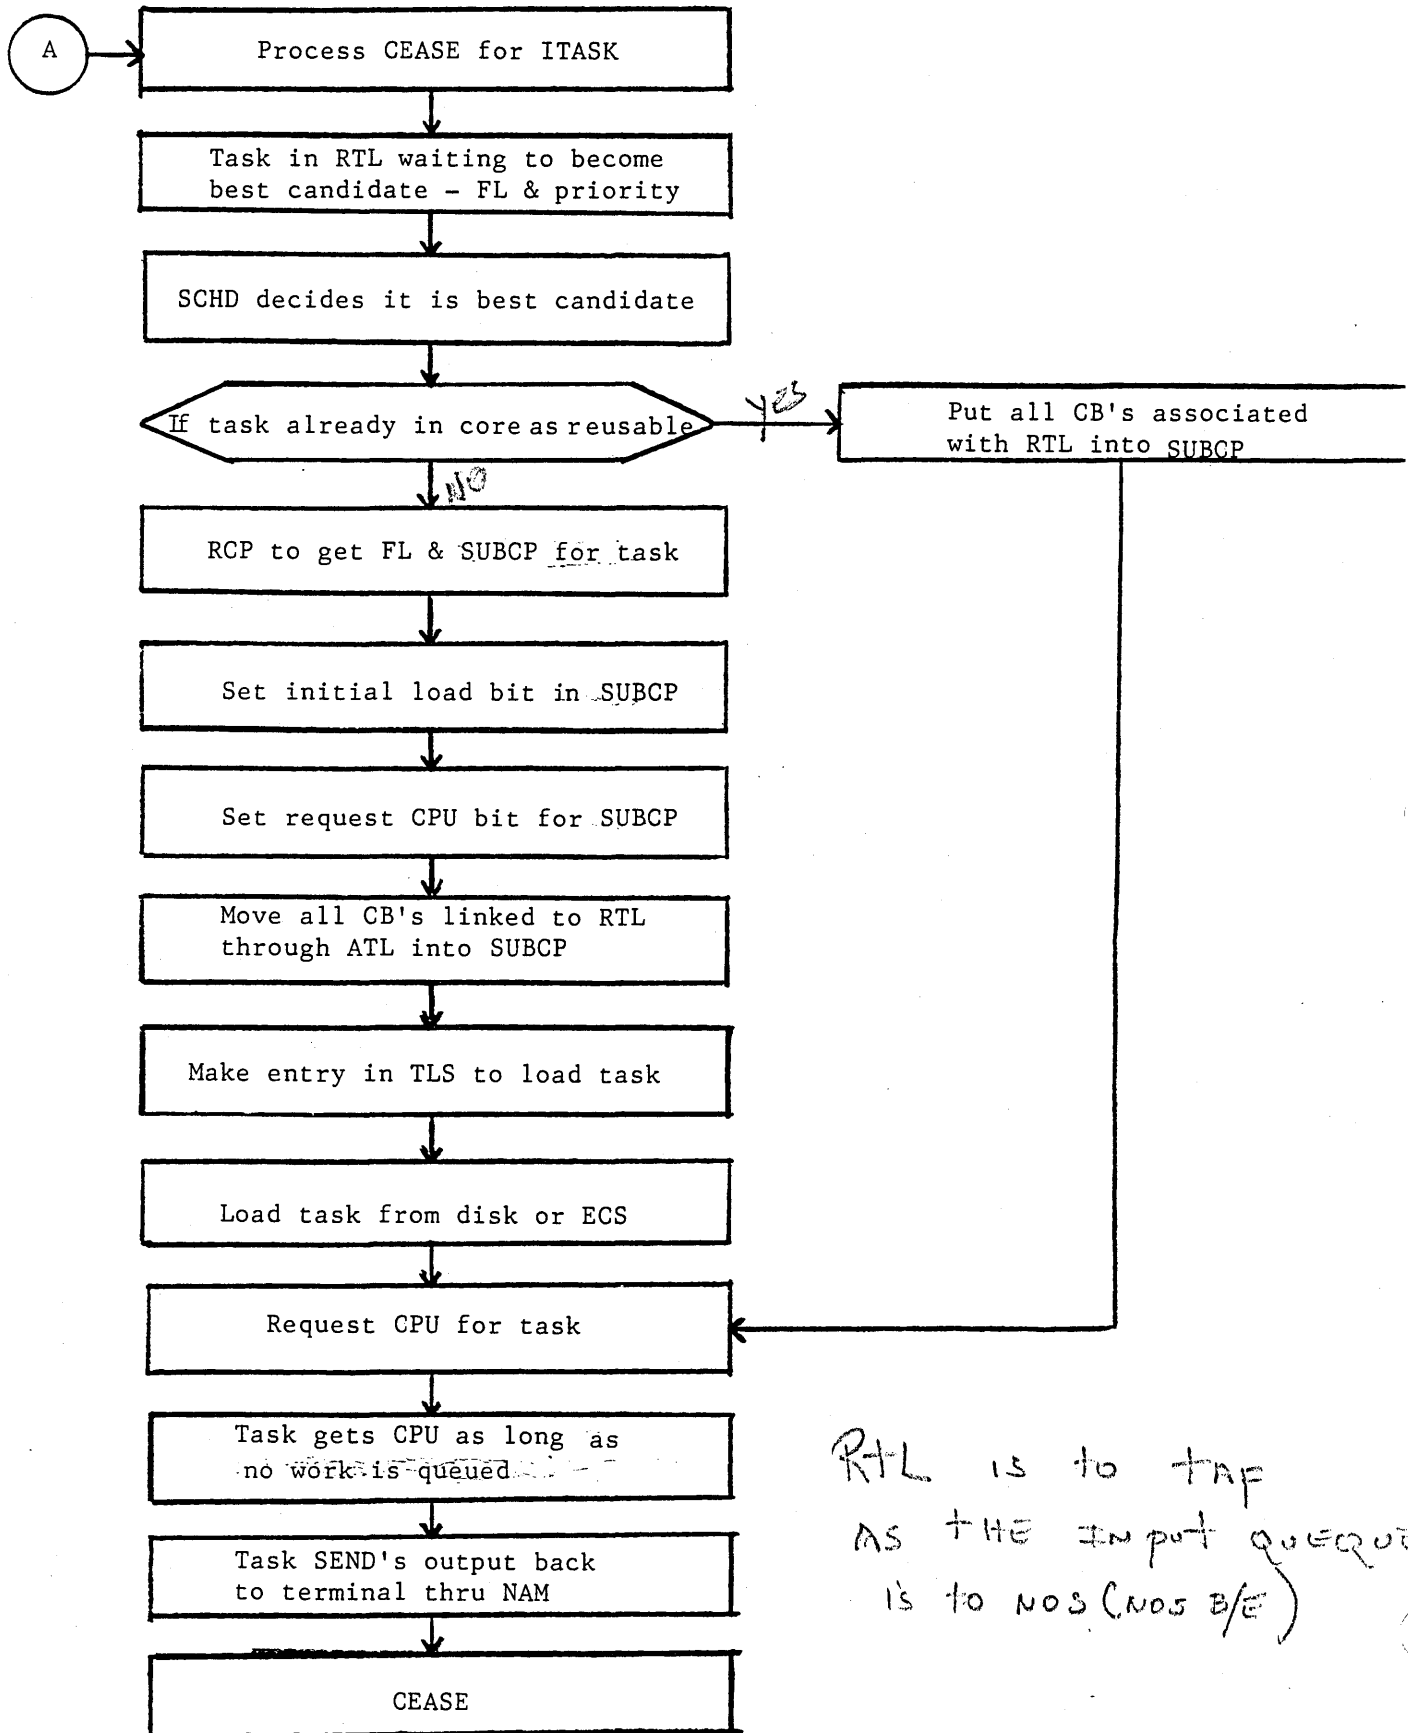 A
Process CEASE for ITASK
Task in RTL waiting to become
best candidate - FL & priority
SCHD decides it is best candidate
If task already in core as reusable
YES
Put all CB's associated
with RTL into SUBCP
NO
RCP to get FL & SUBCP for task
Set initial load bit in SUBCP
Set request CPU bit for SUBCP
Move all CB's linked to RTL
through ATL into SUBCP
Make entry in TLS to load task
Load task from disk or ECS
Request CPU for task
Task gets CPU as long as
no work is queued
Task SEND's output back
to terminal thru NAM
CEASE
RTL is to TAF
AS THE INput QUEQUE
is to NOS (NOS B/E)